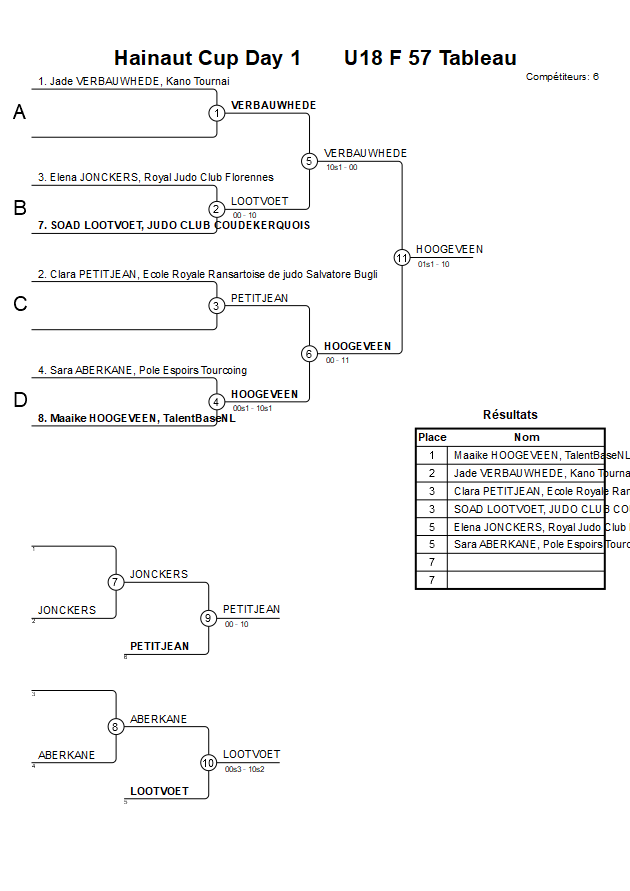 Hainaut Cup Day 1 U18 F 57 Tableau
Compétiteurs: 6
1. Jade VERBAUWHEDE, Kano Tournai
A
1
VERBAUWHEDE
3. Elena JONCKERS, Royal Judo Club Florennes
B
2
LOOTVOET
00 - 10
7. SOAD LOOTVOET, JUDO CLUB COUDEKERQUOIS
5
VERBAUWHEDE
10s1 - 00
2. Clara PETITJEAN, Ecole Royale Ransartoise de judo Salvatore Bugli
C
3
PETITJEAN
4. Sara ABERKANE, Pole Espoirs Tourcoing
D
4
HOOGEVEEN
00s1 - 10s1
8. Maaike HOOGEVEEN, TalentBaseNL
6
HOOGEVEEN
00 - 11
11
HOOGEVEEN
01s1 - 10
Résultats
Place Nom
1 Maaike HOOGEVEEN, TalentBaseNL
2 Jade VERBAUWHEDE, Kano Tourna
3 Clara PETITJEAN, Ecole Royale Ran
3 SOAD LOOTVOET, JUDO CLUB CO
5 Elena JONCKERS, Royal Judo Club
5 Sara ABERKANE, Pole Espoirs Tourc
7
7
1
7
JONCKERS
JONCKERS
2
9
PETITJEAN
00 - 10
PETITJEAN
6
3
8
ABERKANE
ABERKANE
4
10
LOOTVOET
00s3 - 10s2
LOOTVOET
5